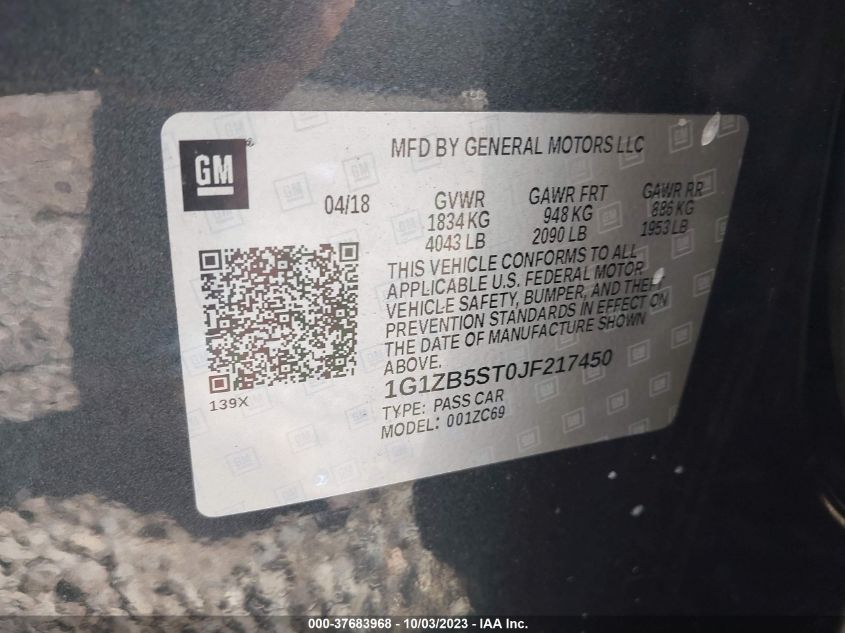 GM
MFD BY GENERAL MOTORS LLC
04/18
GVWR GAWR FRT GAWR RR
1834 KG 948 KG 886 KG
4043 LB 2090 LB 1953 LB
THIS VEHICLE CONFORMS TO ALL
APPLICABLE U.S. FEDERAL MOTOR
VEHICLE SAFETY, BUMPER, AND THEFT
PREVENTION STANDARDS IN EFFECT ON
THE DATE OF MANUFACTURE SHOWN
ABOVE.
1G1ZB5ST0JF217450
139X
TYPE: PASS CAR
MODEL: 001ZC69
000-37683968 - 10/03/2023 - IAA Inc.